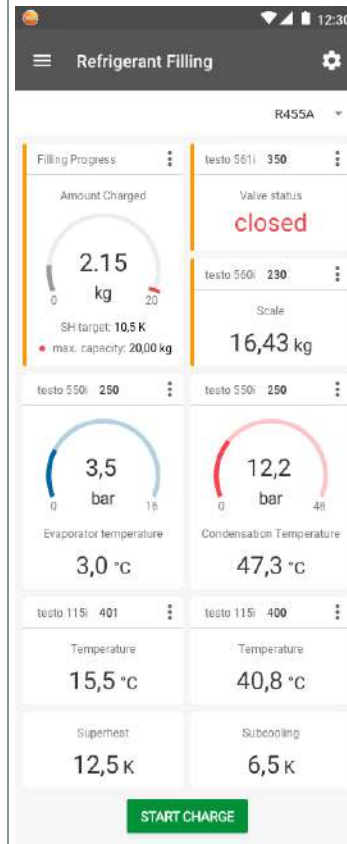 12:30
Refrigerant Filling
R455A
Filling Progress
Amount Charged
2.15
kg
0 20
SH target: 10,5 K
max. capacity: 20,00 kg
testo 561i 350
Valve status
closed
testo 560i 230
Scale
16,43 kg
testo 550i 250
3,5
bar
0 16
Evaporator temperature
3,0 °C
testo 550i 250
12,2
bar
0 48
Condensation Temperature
47,3 °C
testo 115i 401
Temperature
15,5 °C
testo 115i 400
Temperature
40,8 °C
Superheat
12,5 K
Subcooling
6,5 K
START CHARGE